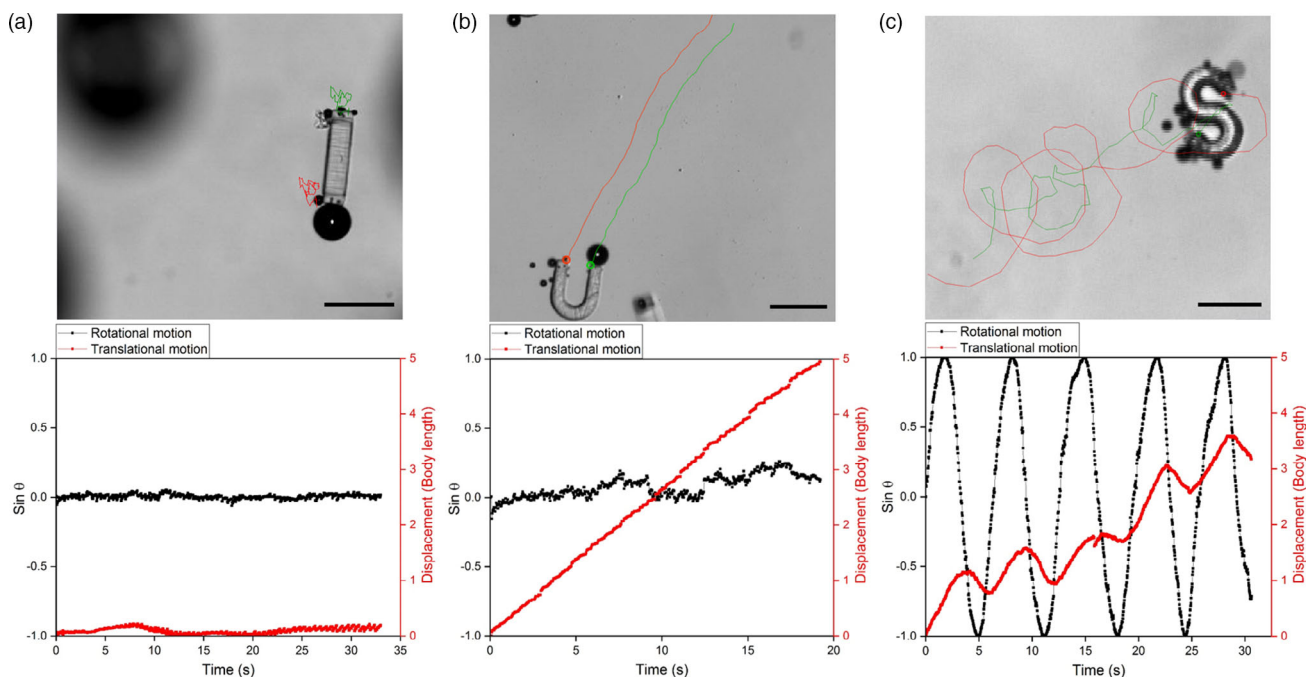 (a)
(b)
(c)
Rotational motion
Translational motion
1.0
0.5
0.0
-0.5
-1.0
Sin θ
0 5 10 15 20 25 30 35
Time (s)
5
4
3
2
1
0
Displacement (Body length)
Rotational motion
Translational motion
1.0
0.5
0.0
-0.5
-1.0
Sin θ
0 5 10 15 20
Time (s)
5
4
3
2
1
0
Displacement (Body length)
Rotational motion
Translational motion
1.0
0.5
0.0
-0.5
-1.0
Sin θ
0 5 10 15 20 25 30
Time (s)
5
4
3
2
1
0
Displacement (Body length)